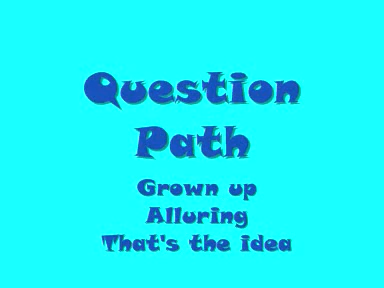 Question
Path
Grown up
Alluring
That's the idea